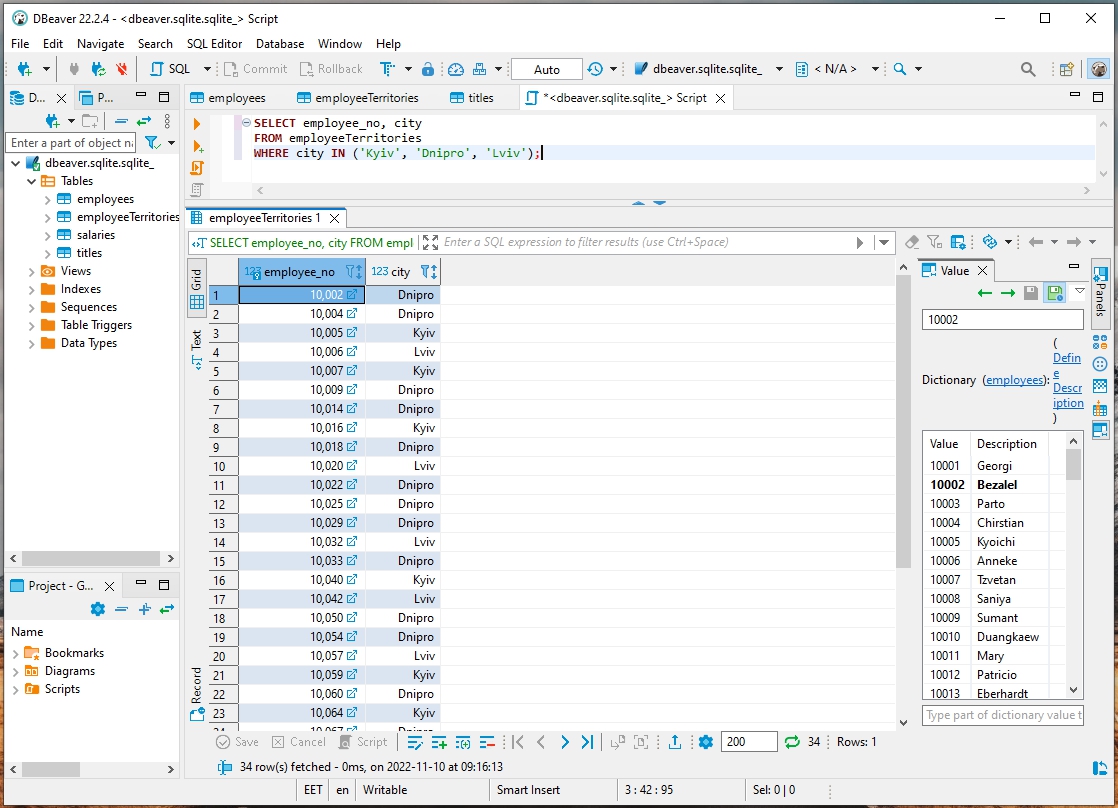 DBeaver 22.2.4 - <dbeaver.sqlite.sqlite_> Script
File Edit Navigate Search SQL Editor Database Window Help
SQL Commit Rollback Auto dbeaver.sqlite.sqlite_ < N/A >
D... P... employees employeeTerritories titles *<dbeaver.sqlite.sqlite_> Script
Enter a part of object n
dbeaver.sqlite.sqlite_
Tables
employees
employeeTerritories
salaries
titles
Views
Indexes
Sequences
Table Triggers
Data Types
Project - G...
Name
Bookmarks
Diagrams
Scripts
SELECT employee_no, city
FROM employeeTerritories
WHERE city IN ('Kyiv', 'Dnipro', 'Lviv');
employeeTerritories 1
SELECT employee_no, city FROM empl Enter a SQL expression to filter results (use Ctrl+Space)
Grid
Text
Record
123 employee_no 123 city
1 10,002 Dnipro
2 10,004 Dnipro
3 10,005 Kyiv
4 10,006 Lviv
5 10,007 Kyiv
6 10,009 Dnipro
7 10,014 Dnipro
8 10,016 Kyiv
9 10,018 Dnipro
10 10,020 Lviv
11 10,022 Dnipro
12 10,025 Dnipro
13 10,029 Dnipro
14 10,032 Lviv
15 10,033 Dnipro
16 10,040 Kyiv
17 10,042 Lviv
18 10,050 Dnipro
19 10,054 Dnipro
20 10,057 Lviv
21 10,059 Kyiv
22 10,060 Dnipro
23 10,064 Kyiv
Value
Panels
10002
Dictionary (employees):
(
Defin
e
Descr
iption
)
Value Description
10001 Georgi
10002 Bezalel
10003 Parto
10004 Chirstian
10005 Kyoichi
10006 Anneke
10007 Tzvetan
10008 Saniya
10009 Sumant
10010 Duangkaew
10011 Mary
10012 Patricio
10013 Eberhardt
Type part of dictionary value t
Save Cancel Script 200 34 Rows: 1
34 row(s) fetched - 0ms, on 2022-11-10 at 09:16:13
EET en Writable Smart Insert 3 : 42 : 95 Sel: 0 | 0